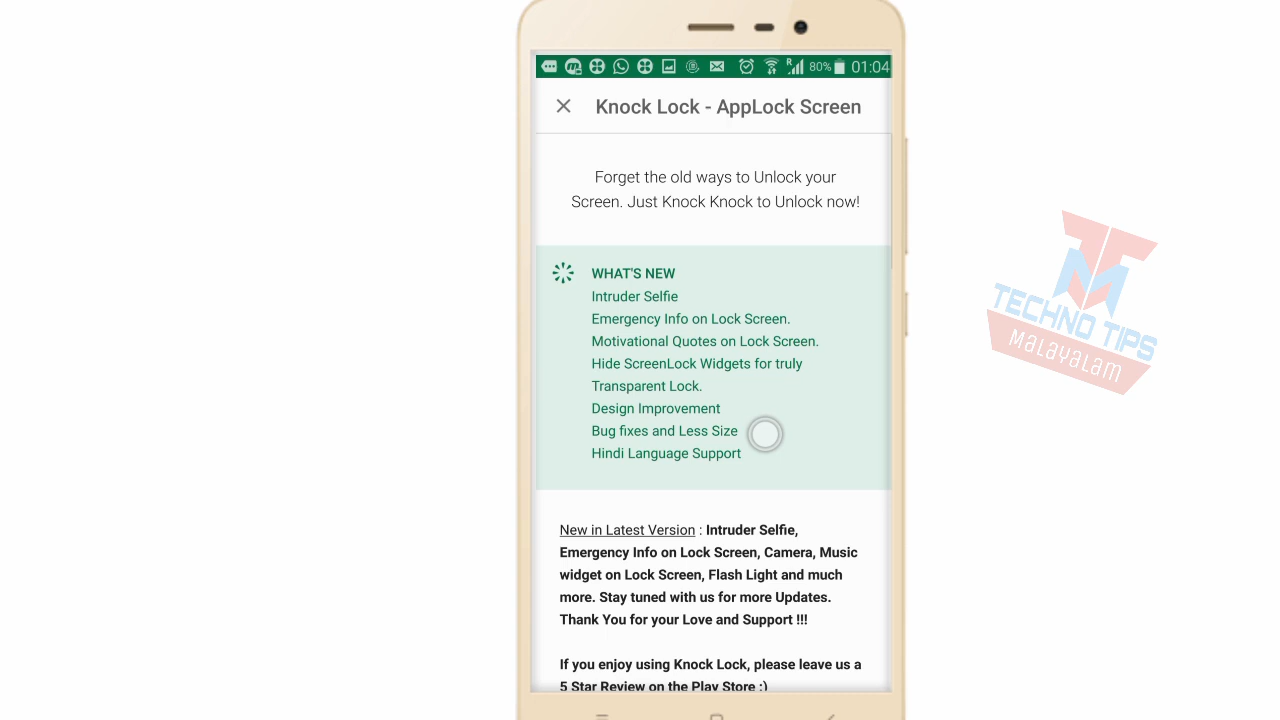 R 80% 01:04
Knock Lock - AppLock Screen
Forget the old ways to Unlock your
Screen. Just Knock Knock to Unlock now!
WHAT'S NEW
Intruder Selfie
Emergency Info on Lock Screen.
Motivational Quotes on Lock Screen.
Hide ScreenLock Widgets for truly
Transparent Lock.
Design Improvement
Bug fixes and Less Size
Hindi Language Support
New in Latest Version : Intruder Selfie,
Emergency Info on Lock Screen, Camera, Music
widget on Lock Screen, Flash Light and much
more. Stay tuned with us for more Updates.
Thank You for your Love and Support !!!
If you enjoy using Knock Lock, please leave us a
5 Star Review on the Play Store :)
TM
TECHNO TIPS
Malayalam